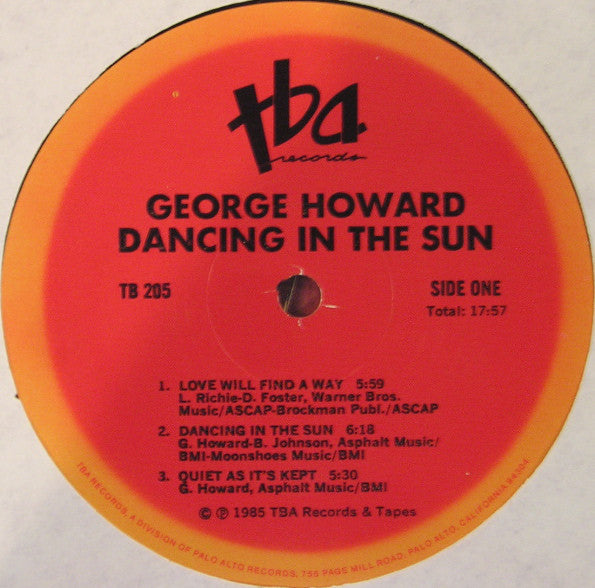 tba
records
GEORGE HOWARD
DANCING IN THE SUN
TB 205
SIDE ONE
Total: 17:57
1. LOVE WILL FIND A WAY 5:59
L. Richie-D. Foster, Warner Bros.
Music/ASCAP-Brockman Publ./ASCAP
2. DANCING IN THE SUN 6:18
G. Howard-B. Johnson, Asphalt Music/
BMI-Moonshoes Music/BMI
3. QUIET AS IT'S KEPT 5:30
G. Howard, Asphalt Music/BMI
© ℗ 1985 TBA Records & Tapes
TBA RECORDS, A DIVISION OF PALO ALTO RECORDS, 755 PAGE MILL ROAD, PALO ALTO, CALIFORNIA 94304